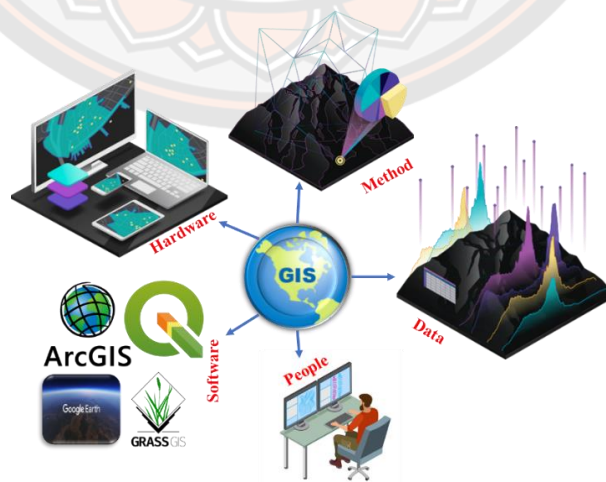 Method
Hardware
GIS
Data
ArcGIS
Software
People
Google Earth
GRASS GIS